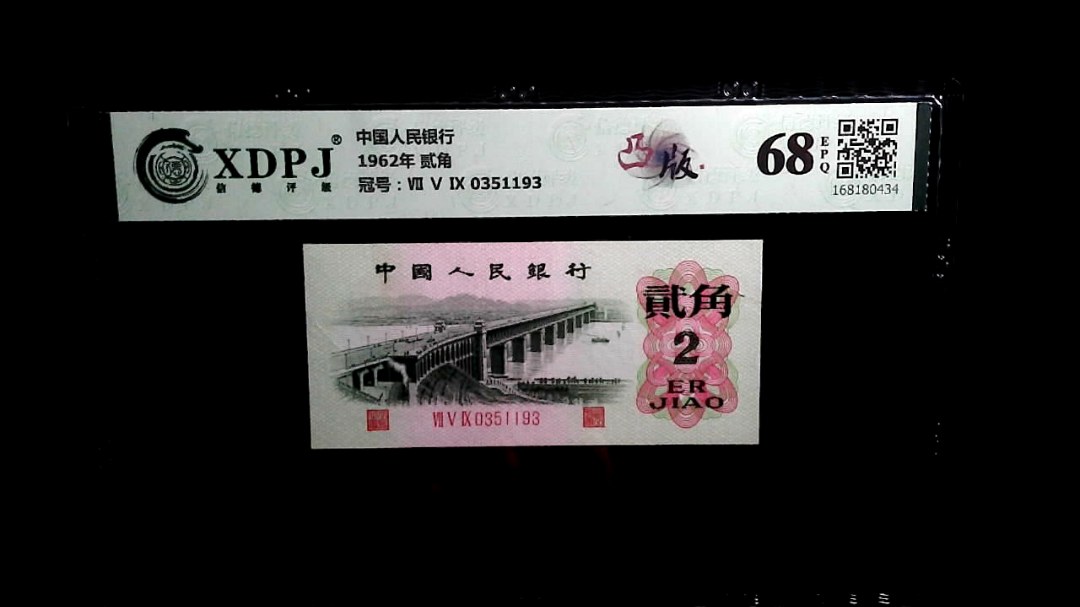 XDPJ®
信德评级
中国人民银行
1962年 贰角
冠号：Ⅶ Ⅴ Ⅸ 0351193
凸版
68
EPQ
168180434
中國人民銀行
貳角
2
ER
JIAO
Ⅶ Ⅴ Ⅸ 0351193